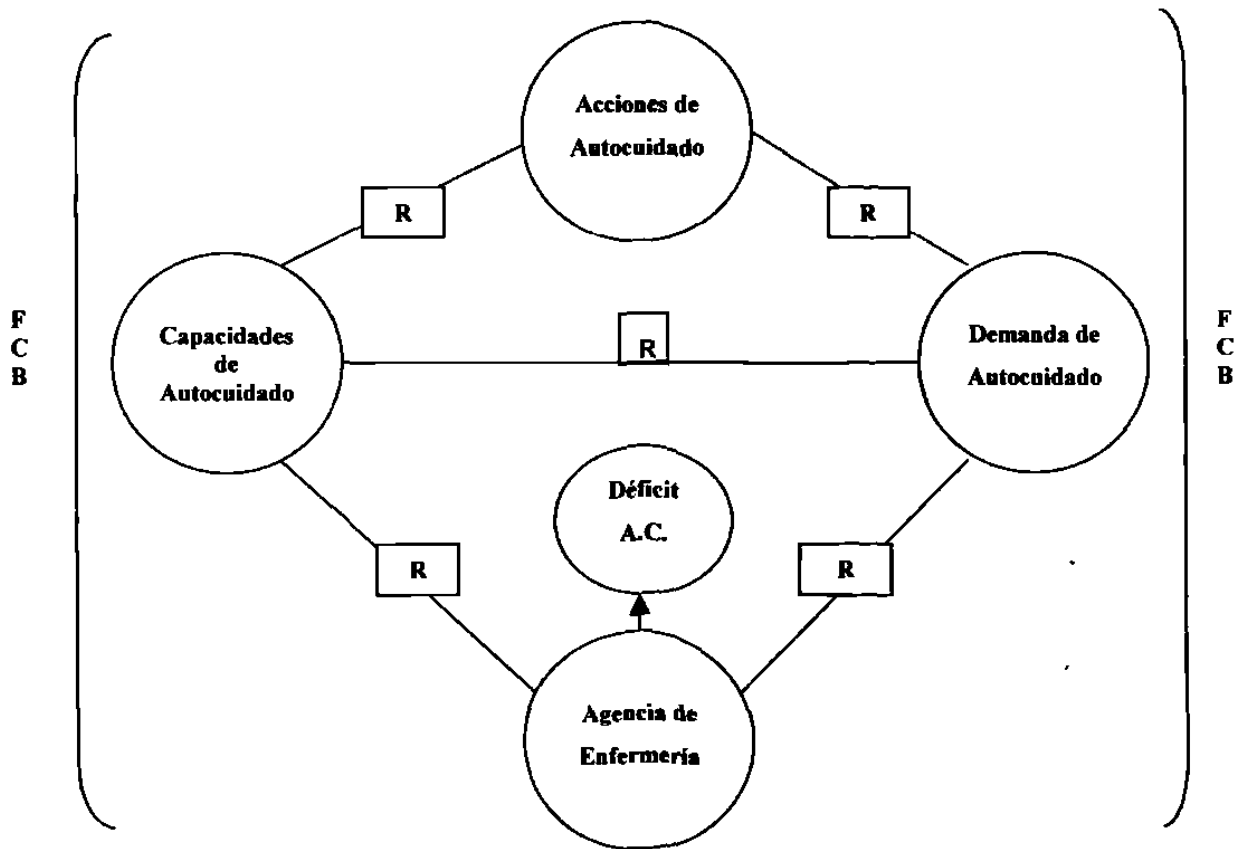 Acciones de
Autocuidado
R
R
F
C
B
Capacidades
de
Autocuidado
R
Demanda de
Autocuidado
F
C
B
Déficit
A.C.
R
R
Agencia de
Enfermería